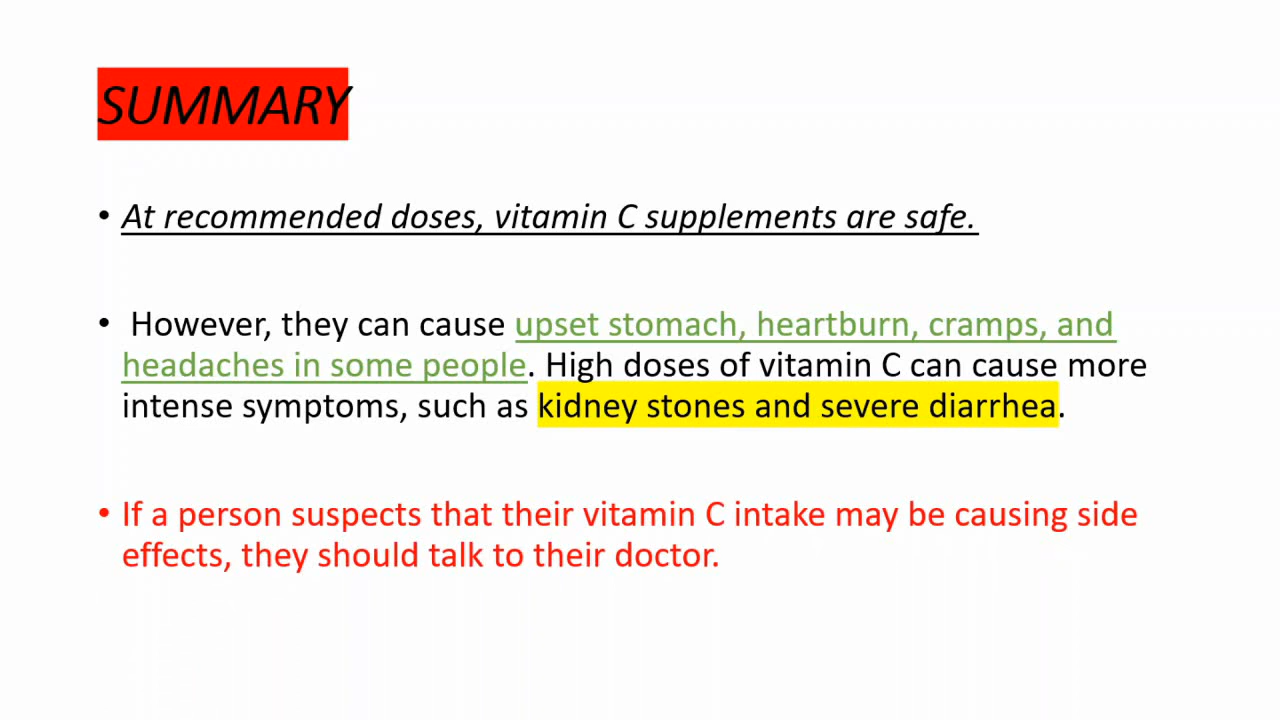 SUMMARY
• At recommended doses, vitamin C supplements are safe.
• However, they can cause upset stomach, heartburn, cramps, and
headaches in some people. High doses of vitamin C can cause more
intense symptoms, such as kidney stones and severe diarrhea.
• If a person suspects that their vitamin C intake may be causing side
effects, they should talk to their doctor.